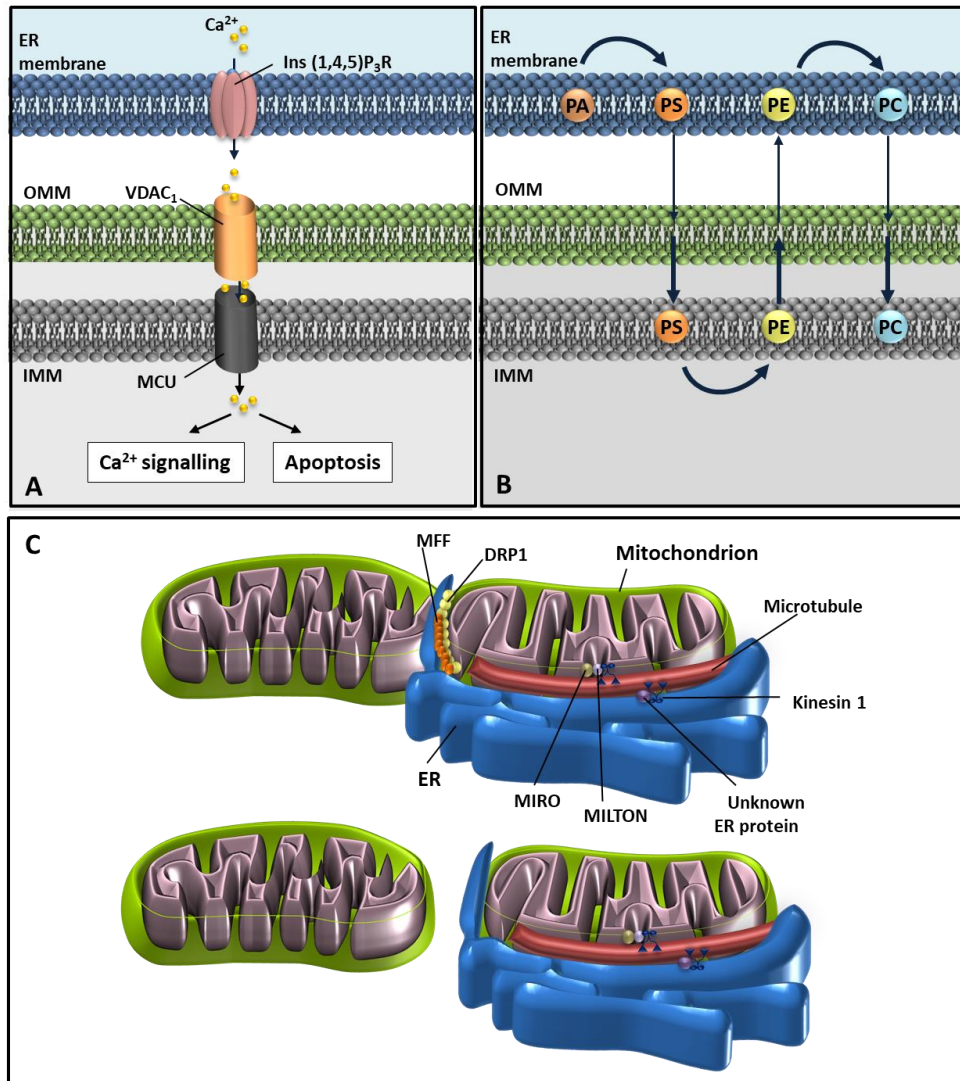 Ca²⁺
ER
membrane
Ins (1,4,5)P₃R
OMM
VDAC₁
MCU
IMM
Ca²⁺ signalling
Apoptosis
A
ER
membrane
PA
PS
PE
PC
OMM
PS
PE
PC
IMM
B
C
MFF
DRP1
Mitochondrion
Microtubule
Kinesin 1
ER
MIRO
MILTON
Unknown
ER protein